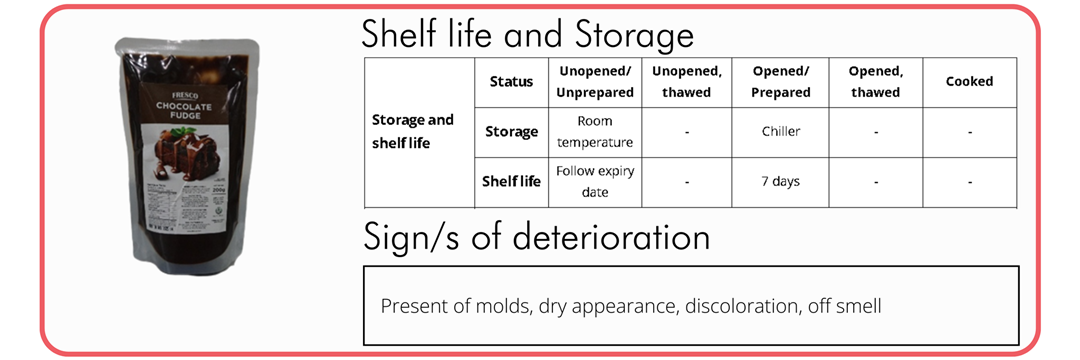 Shelf life and Storage
FRESCO
CHOCOLATE
FUDGE
200g
Storage and
shelf life
Status
Unopened/
Unprepared
Unopened,
thawed
Opened/
Prepared
Opened,
thawed
Cooked
Storage
Room
temperature
-
Chiller
-
-
Shelf life
Follow expiry
date
-
7 days
-
-
Sign/s of deterioration
Present of molds, dry appearance, discoloration, off smell